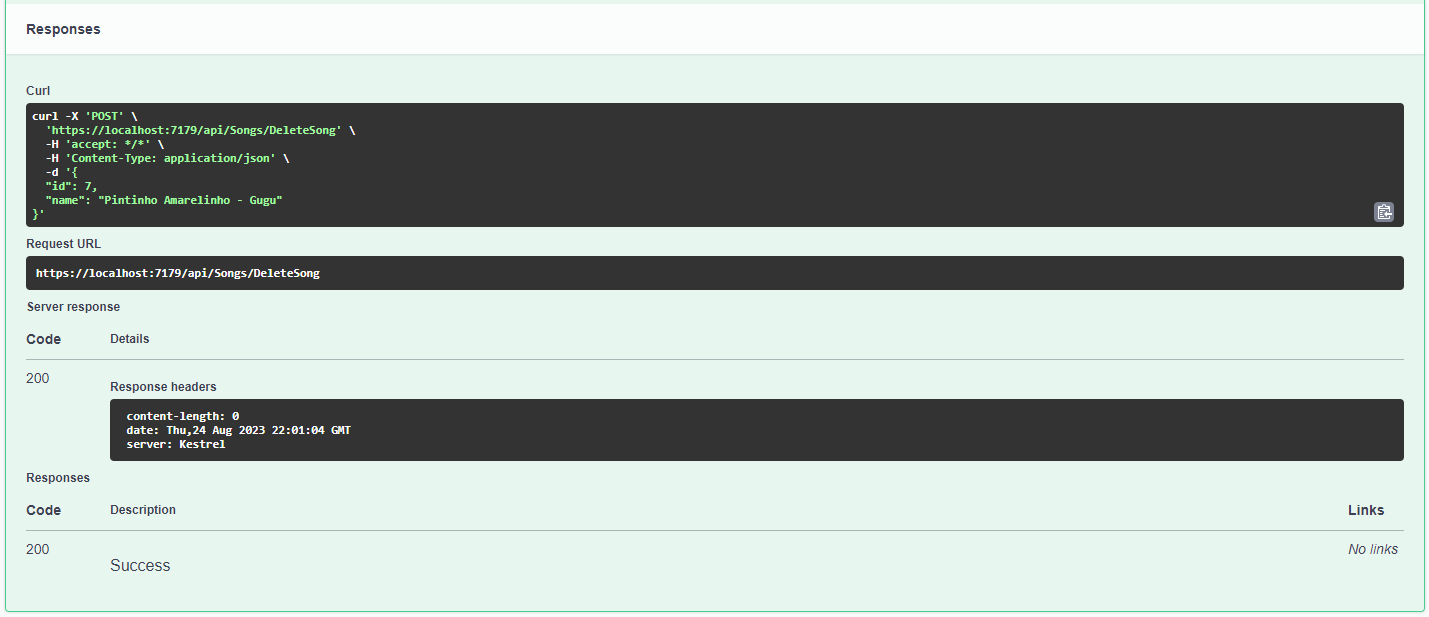 Responses
Curl
curl -X 'POST' \
'https://localhost:7179/api/Songs/DeleteSong' \
-H 'accept: */*' \
-H 'Content-Type: application/json' \
-d '{
"id": 7,
"name": "Pintinho Amarelinho - Gugu"
}'
Request URL
https://localhost:7179/api/Songs/DeleteSong
Server response
Code Details
200
Response headers
content-length: 0
date: Thu,24 Aug 2023 22:01:04 GMT
server: Kestrel
Responses
Code Description Links
200 No links
Success